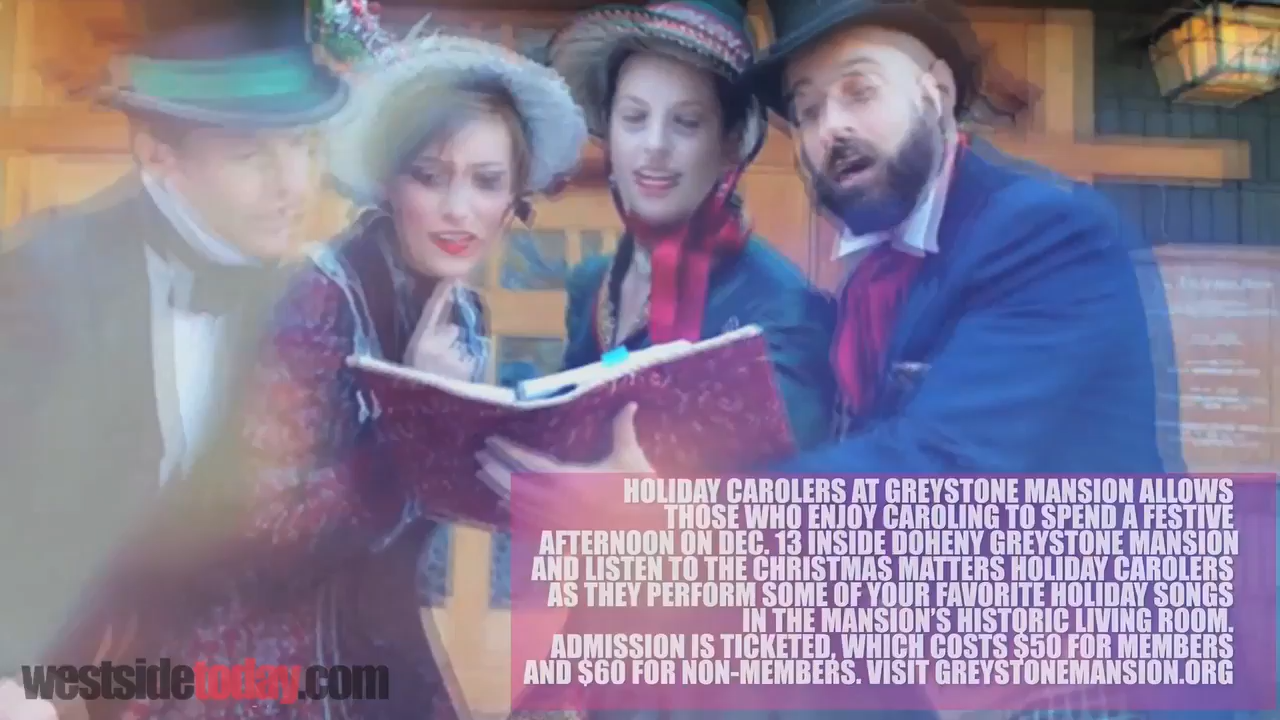 HOLIDAY CAROLERS AT GREYSTONE MANSION ALLOWS
THOSE WHO ENJOY CAROLING TO SPEND A FESTIVE
AFTERNOON ON DEC. 13 INSIDE DOHENY GREYSTONE MANSION
AND LISTEN TO THE CHRISTMAS MATTERS HOLIDAY CAROLERS
AS THEY PERFORM SOME OF YOUR FAVORITE HOLIDAY SONGS
IN THE MANSION'S HISTORIC LIVING ROOM.
ADMISSION IS TICKETED, WHICH COSTS $50 FOR MEMBERS
AND $60 FOR NON-MEMBERS. VISIT GREYSTONEMANSION.ORG
westsidetoday.com